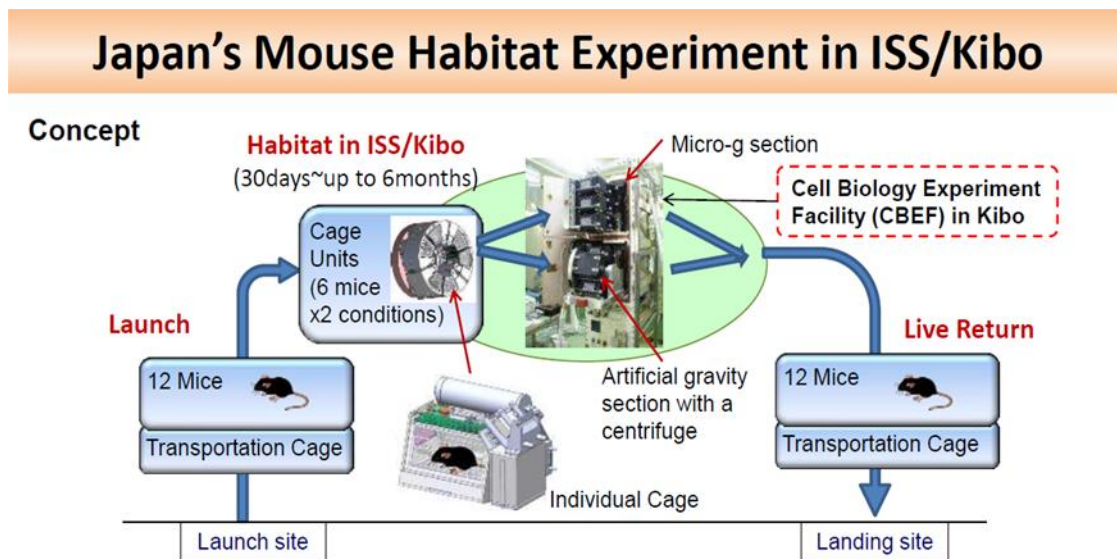 Japan's Mouse Habitat Experiment in ISS/Kibo
Concept
Habitat in ISS/Kibo
(30days~up to 6months)
Micro-g section
Cell Biology Experiment
Facility (CBEF) in Kibo
Cage
Units
(6 mice
x2 conditions)
Launch
Live Return
12 Mice
Transportation Cage
Artificial gravity
section with a
centrifuge
12 Mice
Transportation Cage
Individual Cage
Launch site
Landing site